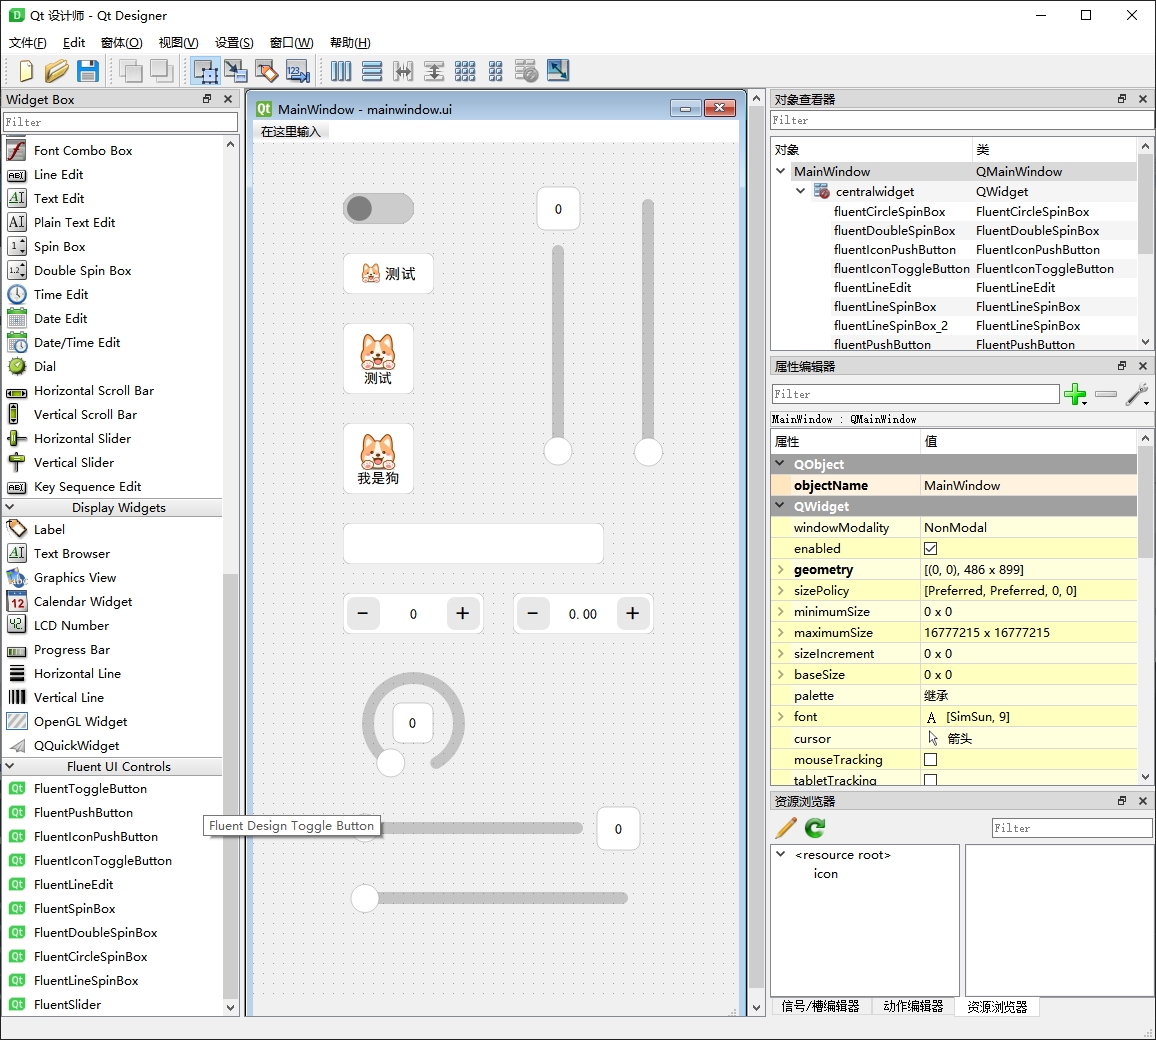 Qt 设计师 - Qt Designer
文件(F) Edit 窗体(O) 视图(V) 设置(S) 窗口(W) 帮助(H)
Widget Box
Filter
Font Combo Box
Line Edit
Text Edit
Plain Text Edit
Spin Box
Double Spin Box
Time Edit
Date Edit
Date/Time Edit
Dial
Horizontal Scroll Bar
Vertical Scroll Bar
Horizontal Slider
Vertical Slider
Key Sequence Edit
Display Widgets
Label
Text Browser
Graphics View
Calendar Widget
LCD Number
Progress Bar
Horizontal Line
Vertical Line
OpenGL Widget
QQuickWidget
Fluent UI Controls
FluentToggleButton
FluentPushButton
FluentIconPushButton
FluentIconToggleButton
FluentLineEdit
FluentSpinBox
FluentDoubleSpinBox
FluentCircleSpinBox
FluentLineSpinBox
FluentSlider
Fluent Design Toggle Button
MainWindow - mainwindow.ui
在这里输入
0
测试
测试
我是狗
− 0 +
− 0.00 +
0
0
对象查看器
Filter
对象 类
MainWindow QMainWindow
centralwidget QWidget
fluentCircleSpinBox FluentCircleSpinBox
fluentDoubleSpinBox FluentDoubleSpinBox
fluentIconPushButton FluentIconPushButton
fluentIconToggleButton FluentIconToggleButton
fluentLineEdit FluentLineEdit
fluentLineSpinBox FluentLineSpinBox
fluentLineSpinBox_2 FluentLineSpinBox
fluentPushButton FluentPushButton
属性编辑器
Filter
MainWindow : QMainWindow
属性 值
QObject
objectName MainWindow
QWidget
windowModality NonModal
enabled
geometry [(0, 0), 486 x 899]
sizePolicy [Preferred, Preferred, 0, 0]
minimumSize 0 x 0
maximumSize 16777215 x 16777215
sizeIncrement 0 x 0
baseSize 0 x 0
palette 继承
font A [SimSun, 9]
cursor 箭头
mouseTracking
tabletTracking
资源浏览器
Filter
<resource root>
icon
信号/槽编辑器 动作编辑器 资源浏览器